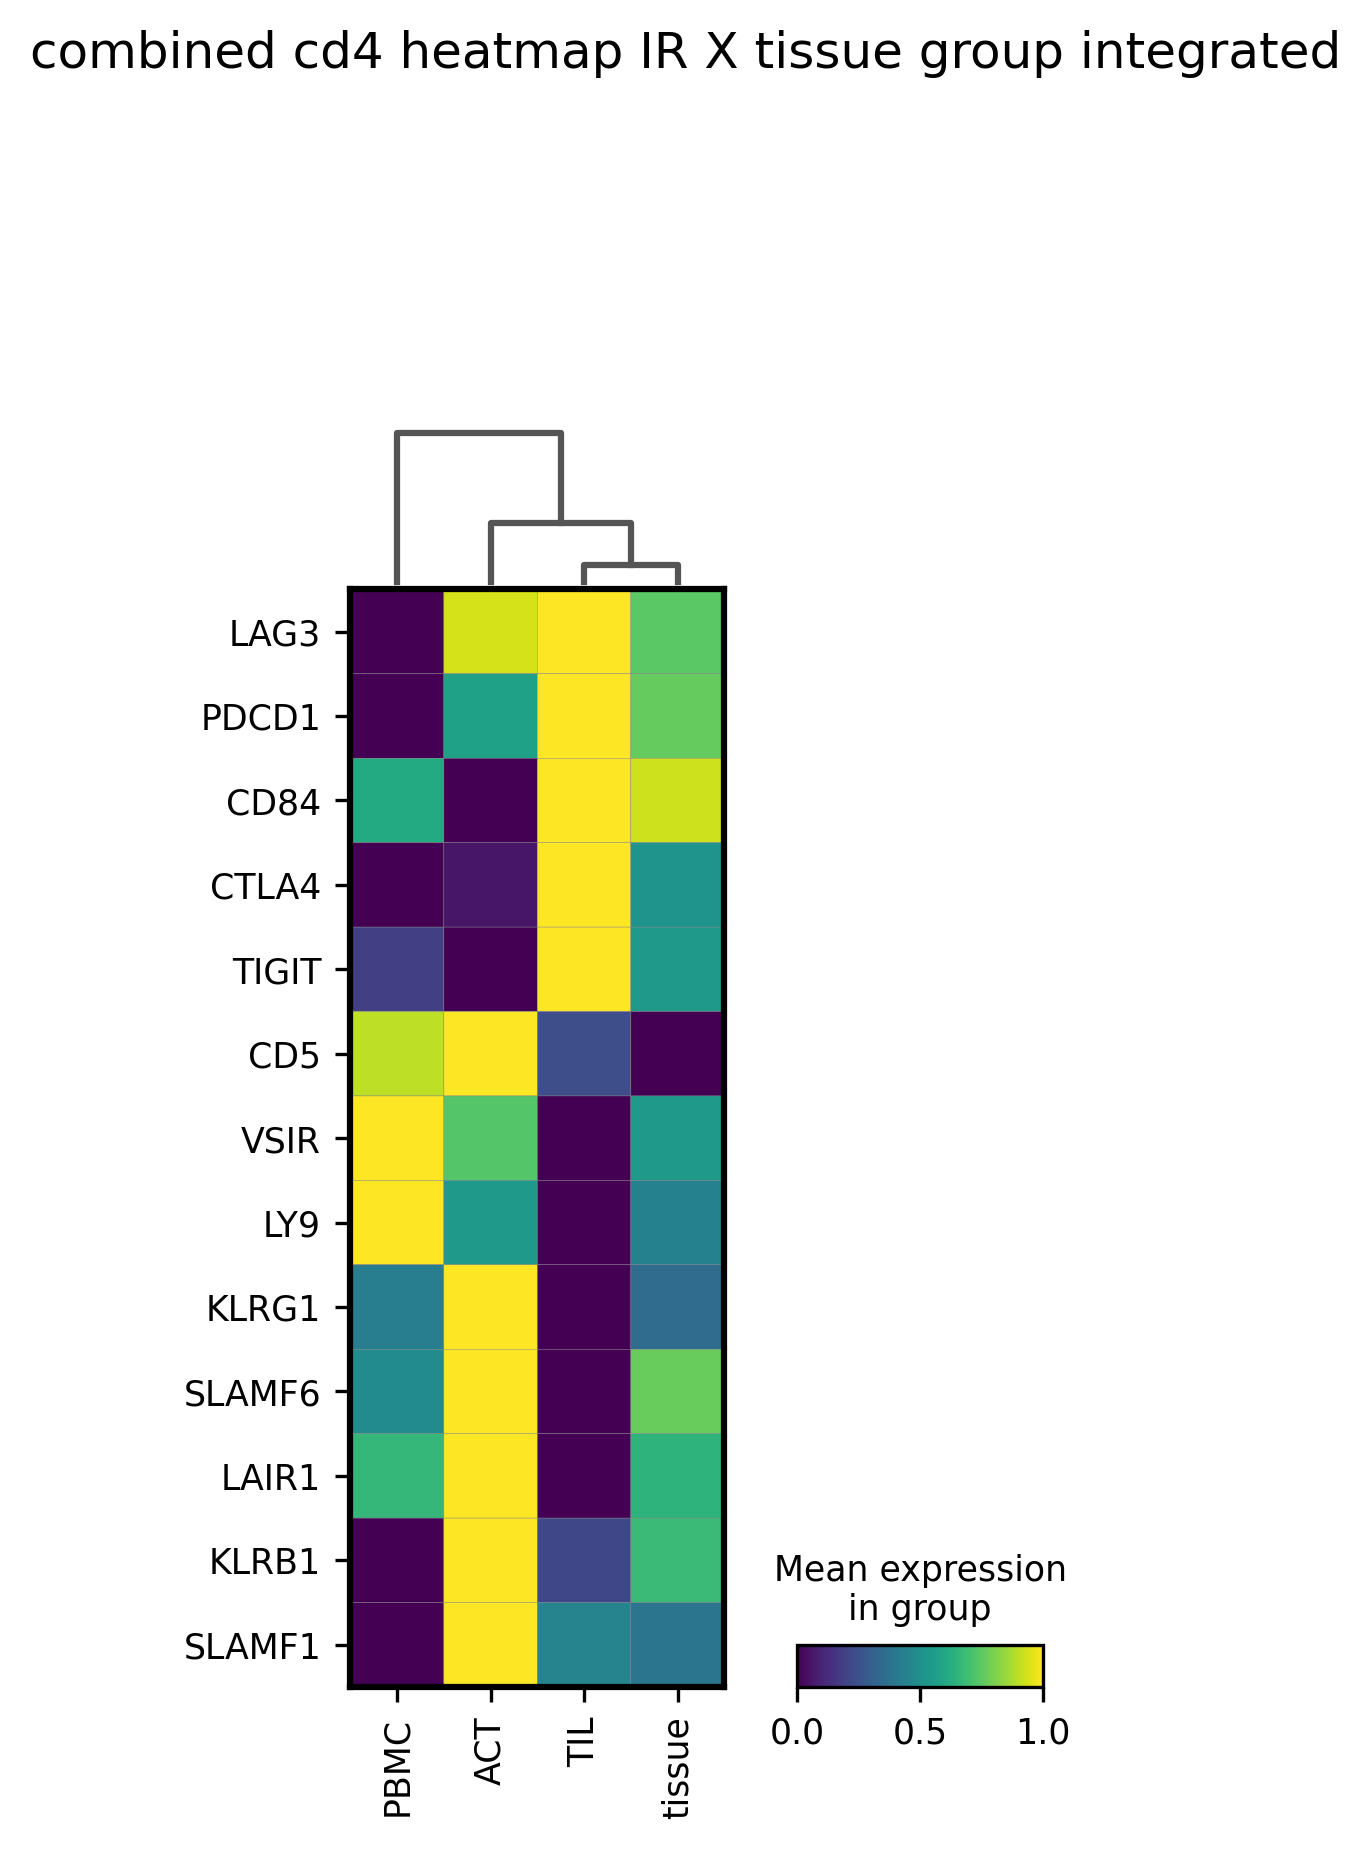 combined cd4 heatmap IR X tissue group integrated
LAG3
PDCD1
CD84
CTLA4
TIGIT
CD5
VSIR
LY9
KLRG1
SLAMF6
LAIR1
KLRB1
SLAMF1
PBMC
ACT
TIL
tissue
Mean expression
in group
0.0 0.5 1.0